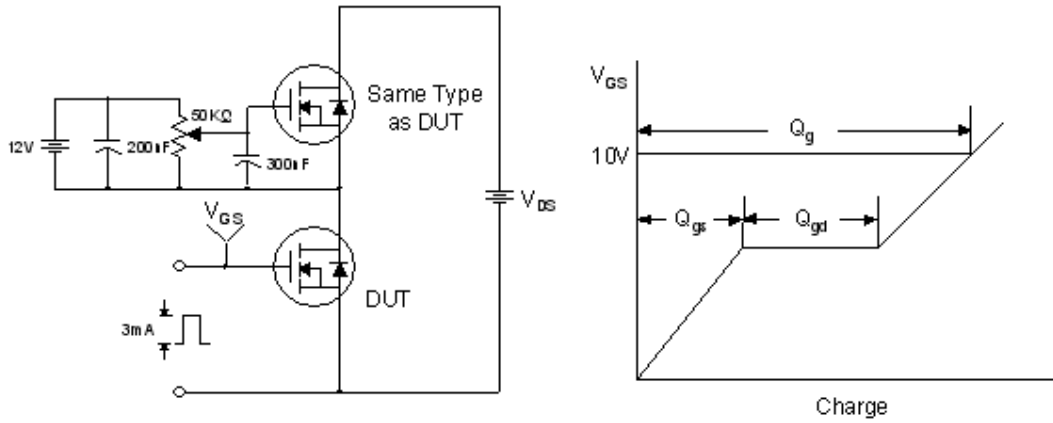 Same Type
as DUT
50KΩ
12V
200nF
300nF
VGS
VDS
DUT
3mA
VGS
Qg
10V
Qgs
Qgd
Charge